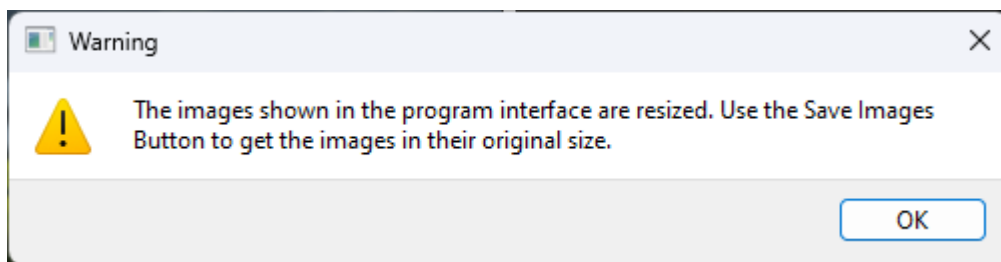 Warning
The images shown in the program interface are resized. Use the Save Images
Button to get the images in their original size.
OK